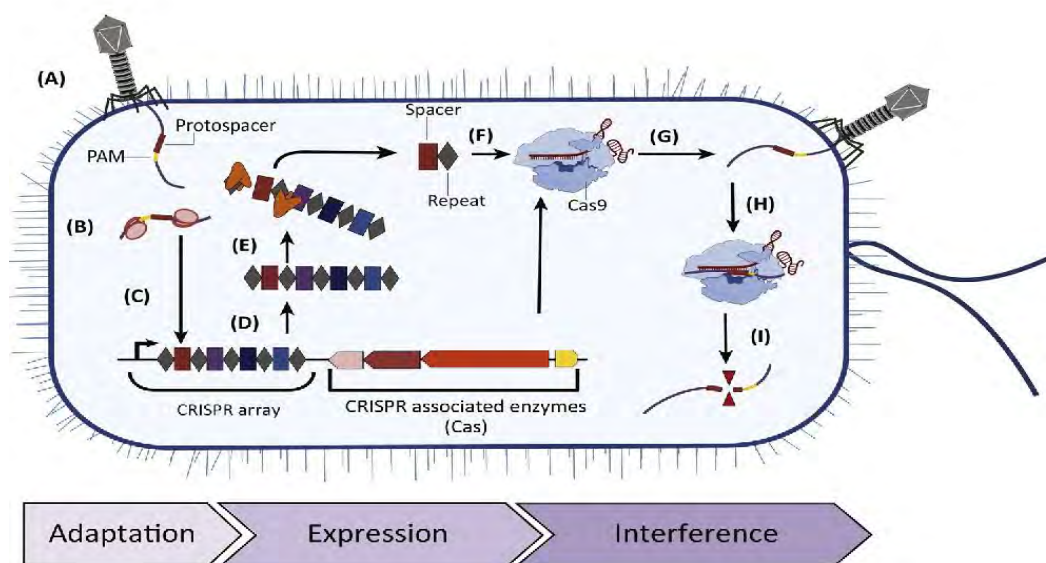 (A)
Protospacer
PAM
(B)
(C)
(D)
(E)
Spacer
(F)
Repeat
Cas9
(G)
(H)
(I)
CRISPR array
CRISPR associated enzymes
(Cas)
Adaptation
Expression
Interference